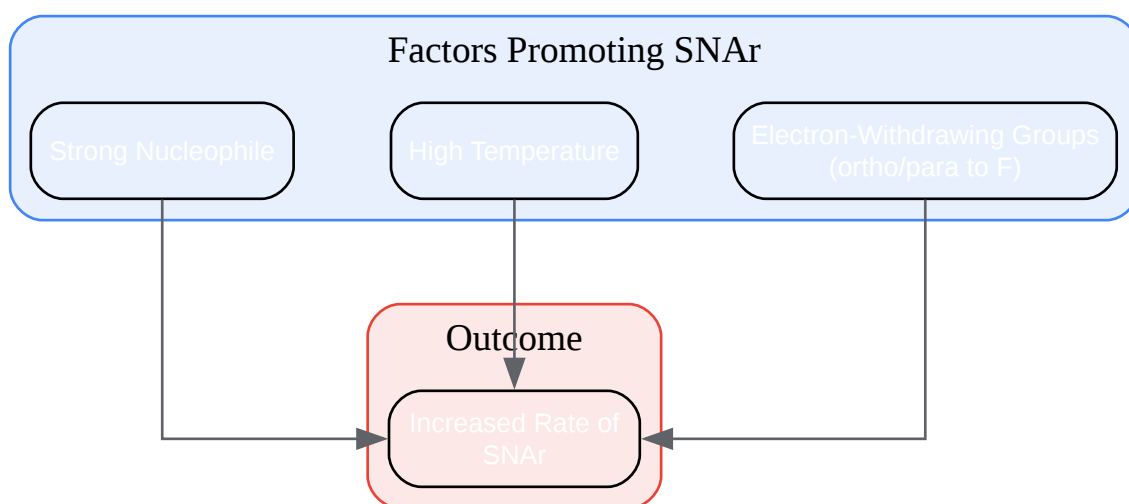 Factors Promoting SNAr
Strong Nucleophile
High Temperature
Electron-Withdrawing Groups
(ortho/para to F)
Outcome
Increased Rate of
SNAr